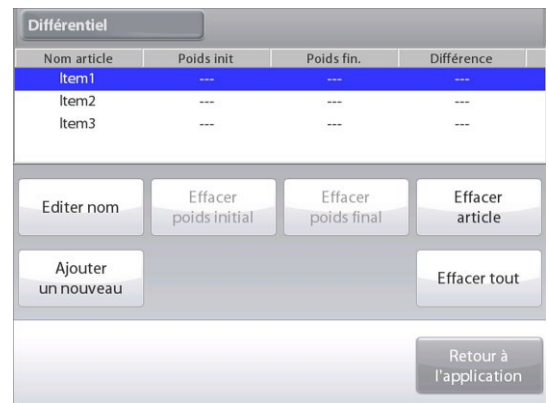 Différentiel
Nom article Poids init Poids fin. Différence
Item1 --- --- ---
Item2 --- --- ---
Item3 --- --- ---
Editer nom
Effacer
poids initial
Effacer
poids final
Effacer
article
Ajouter
un nouveau
Effacer tout
Retour à
l'application